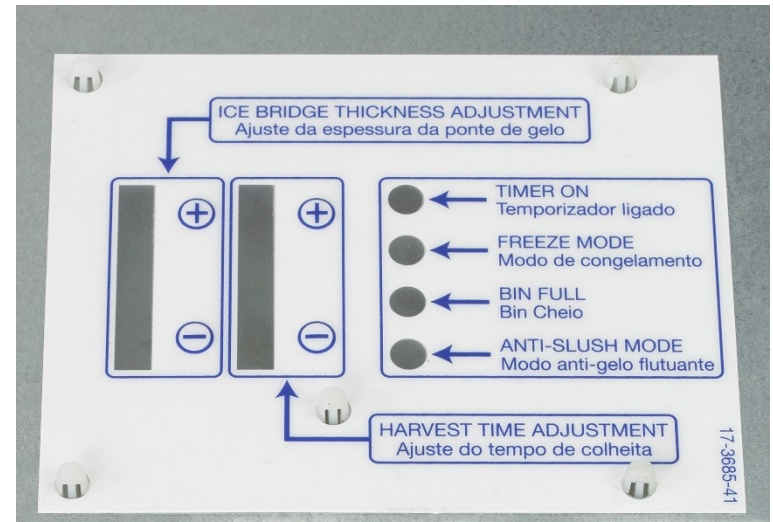 ICE BRIDGE THICKNESS ADJUSTMENT
Ajuste da espessura da ponte de gelo
+
+
−
−
TIMER ON
Temporizador ligado
FREEZE MODE
Modo de congelamento
BIN FULL
Bin Cheio
ANTI-SLUSH MODE
Modo anti-gelo flutuante
HARVEST TIME ADJUSTMENT
Ajuste do tempo de colheita
17-3685-41